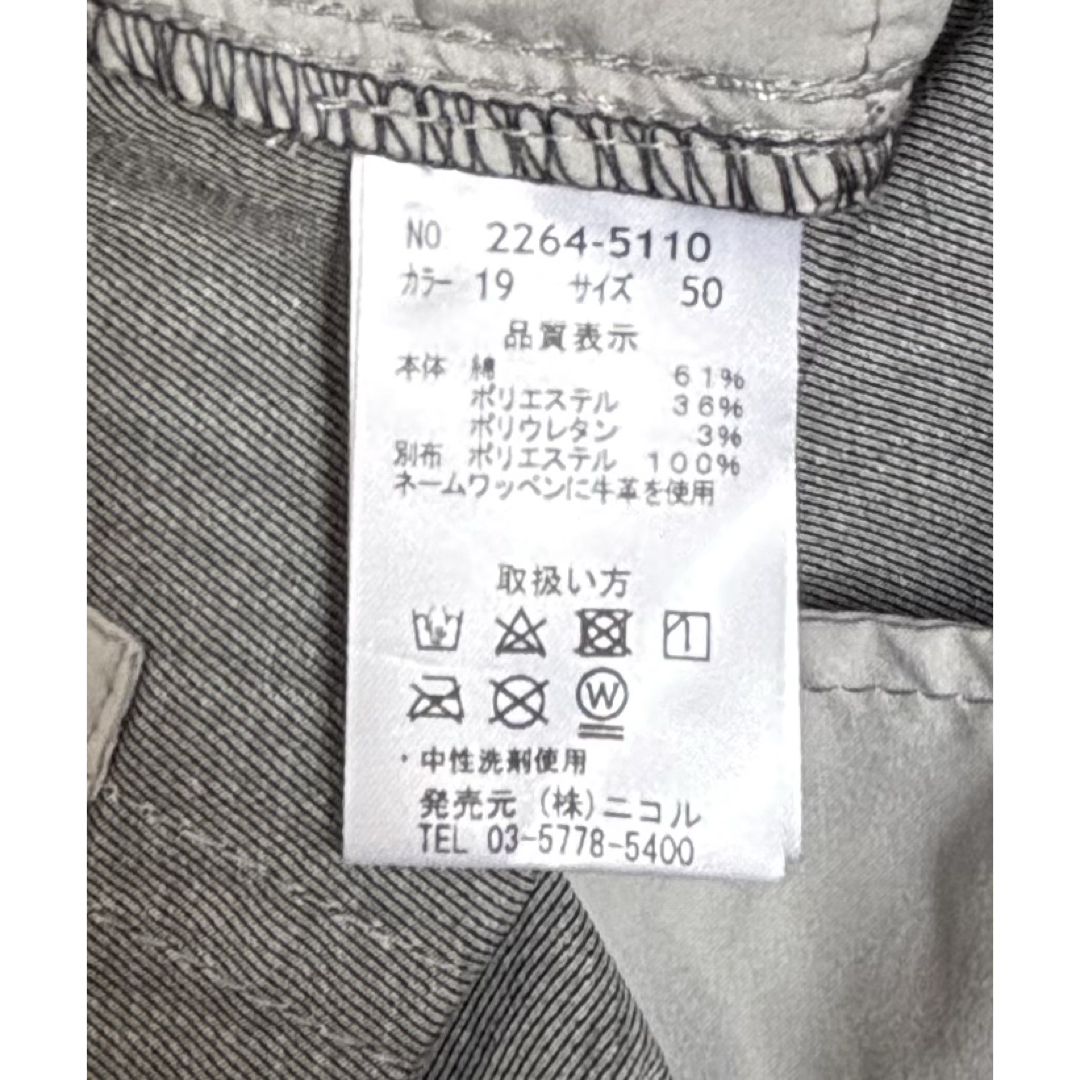 NO 2264-5110
カラー 19 サイズ 50
品質表示
本体 綿 61%
ポリエステル 36%
ポリウレタン 3%
別布 ポリエステル 100%
ネームワッペンに牛革を使用
取扱い方
W
・中性洗剤使用
発売元 (株)ニコル
TEL 03-5778-5400